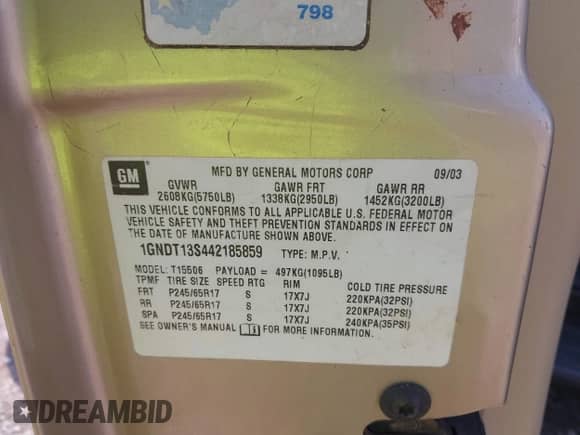 798
GM
MFD BY GENERAL MOTORS CORP 09/03
GVWR GAWR FRT GAWR RR
2608KG(5750LB) 1338KG(2950LB) 1452KG(3200LB)
THIS VEHICLE CONFORMS TO ALL APPLICABLE U.S. FEDERAL MOTOR
VEHICLE SAFETY AND THEFT PREVENTION STANDARDS IN EFFECT ON
THE DATE OF MANUFACTURE SHOWN ABOVE.
1GNDT13S442185859 TYPE: M.P.V.
MODEL: T15506 PAYLOAD = 497KG(1095LB)
TPMF TIRE SIZE SPEED RTG RIM COLD TIRE PRESSURE
FRT P245/65R17 S 17X7J 220KPA(32PSI)
RR P245/65R17 S 17X7J 220KPA(32PSI)
SPA P245/65R17 S 17X7J 240KPA(35PSI)
SEE OWNER'S MANUAL FOR MORE INFORMATION.
DREAMBID